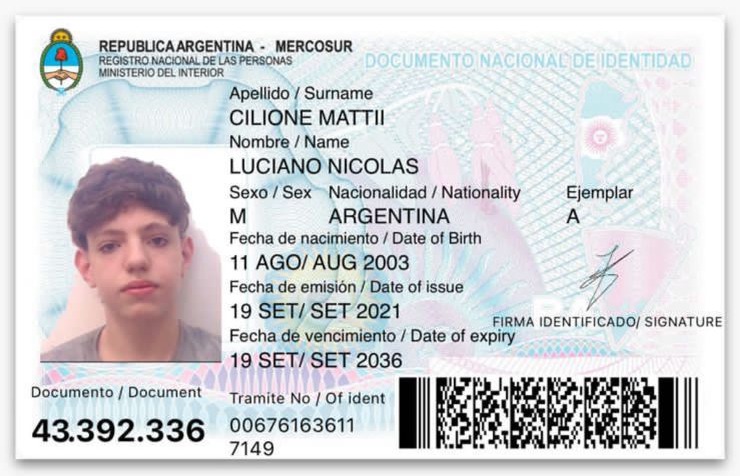 REPUBLICA ARGENTINA - MERCOSUR
REGISTRO NACIONAL DE LAS PERSONAS
MINISTERIO DEL INTERIOR
DOCUMENTO NACIONAL DE IDENTIDAD
Apellido / Surname
CILIONE MATTII
Nombre / Name
LUCIANO NICOLAS
Sexo / Sex Nacionalidad / Nationality Ejemplar
M ARGENTINA A
Fecha de nacimiento / Date of Birth
11 AGO/ AUG 2003
Fecha de emisión / Date of issue
19 SET/ SET 2021
FIRMA IDENTIFICADO/ SIGNATURE
Fecha de vencimiento / Date of expiry
19 SET/ SET 2036
Documento / Document
43.392.336
Tramite No / Of ident
00676163611
7149